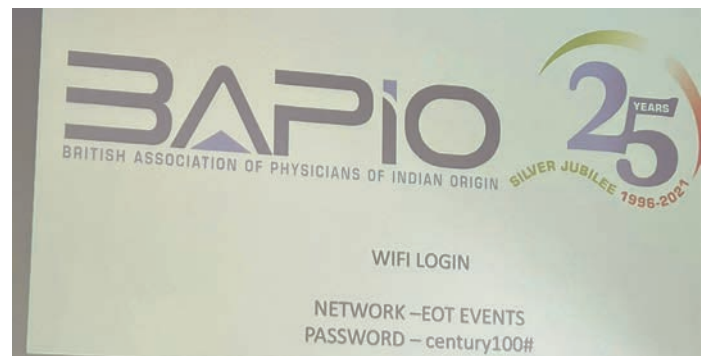 BAPIO
BRITISH ASSOCIATION OF PHYSICIANS OF INDIAN ORIGIN
25
YEARS
SILVER JUBILEE 1996-2021
WIFI LOGIN
NETWORK –EOT EVENTS
PASSWORD – century100#